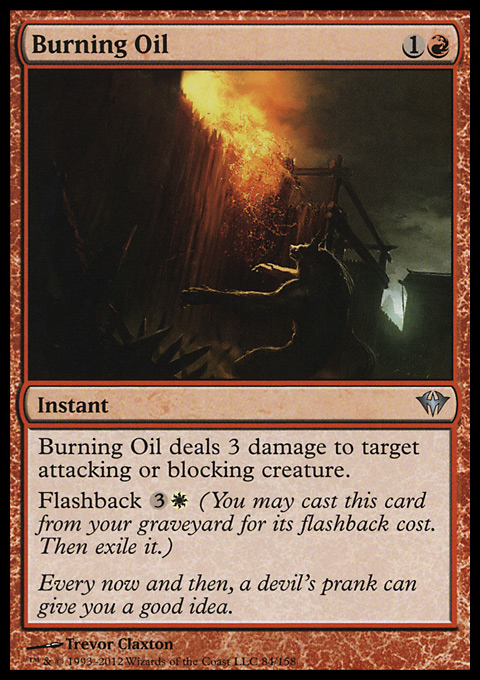 Burning Oil 1
Instant
Burning Oil deals 3 damage to target
attacking or blocking creature.
Flashback 3 (You may cast this card
from your graveyard for its flashback cost.
Then exile it.)
Every now and then, a devil's prank can
give you a good idea.
Trevor Claxton
™ & © 1993-2012 Wizards of the Coast LLC 84/158